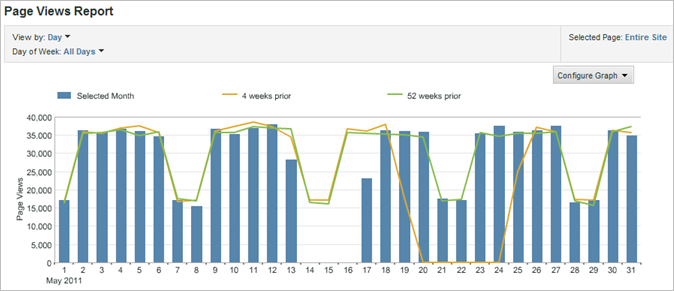 Page Views Report
View by: Day
Day of Week: All Days
Selected Page: Entire Site
Configure Graph
Selected Month 4 weeks prior 52 weeks prior
40,000
35,000
30,000
25,000
20,000
15,000
10,000
5,000
0
Page Views
1 2 3 4 5 6 7 8 9 10 11 12 13 14 15 16 17 18 19 20 21 22 23 24 25 26 27 28 29 30 31
May 2011